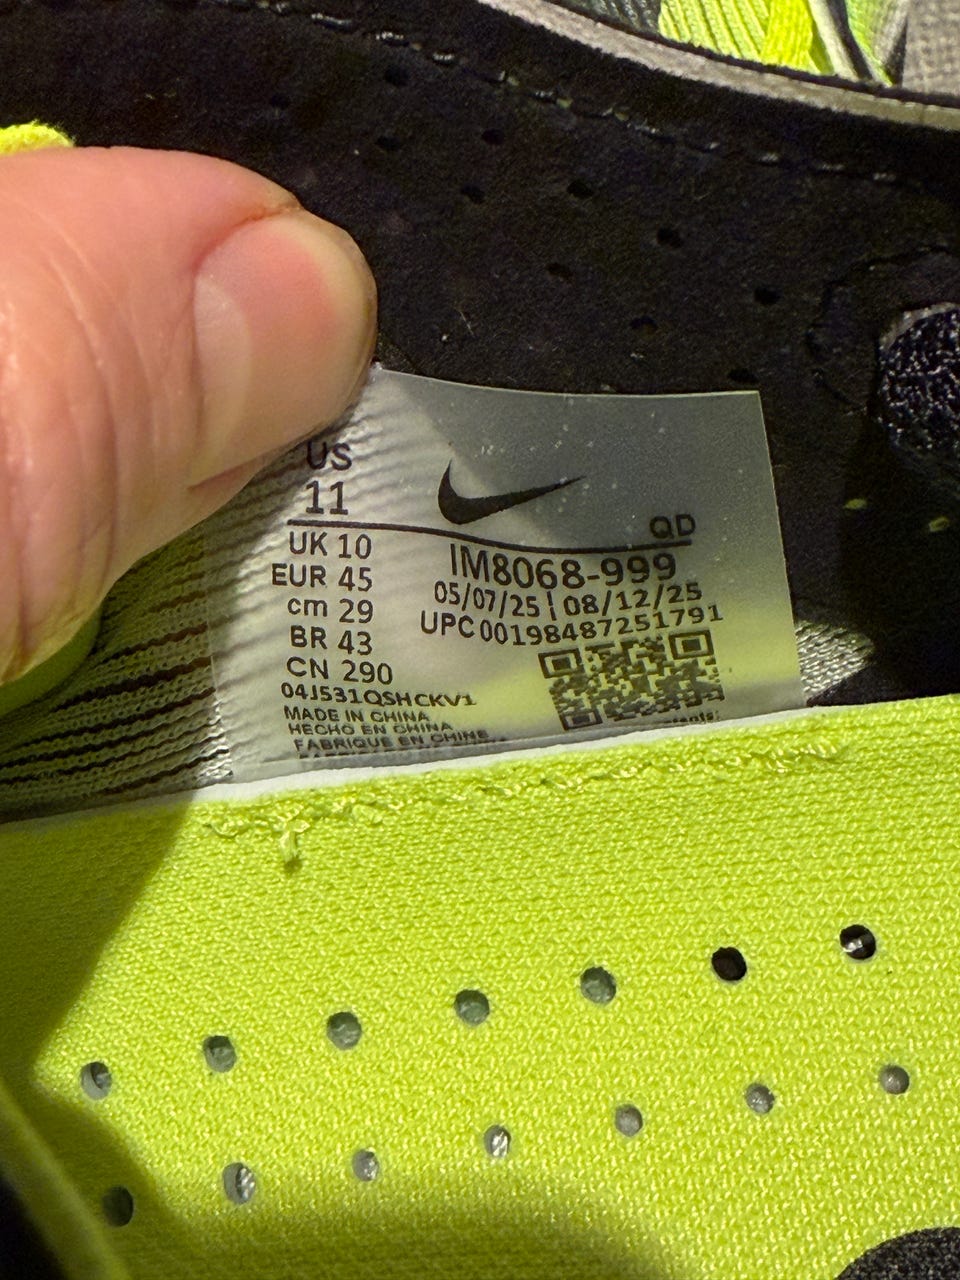 US
11
QD
UK 10
EUR 45
cm 29
BR 43
CN 290
IM8068-999
05/07/25 | 08/12/25
UPC 00198487251791
04J531QSHCKV1
MADE IN CHINA
HECHO EN CHINA
FABRIQUE EN CHINE